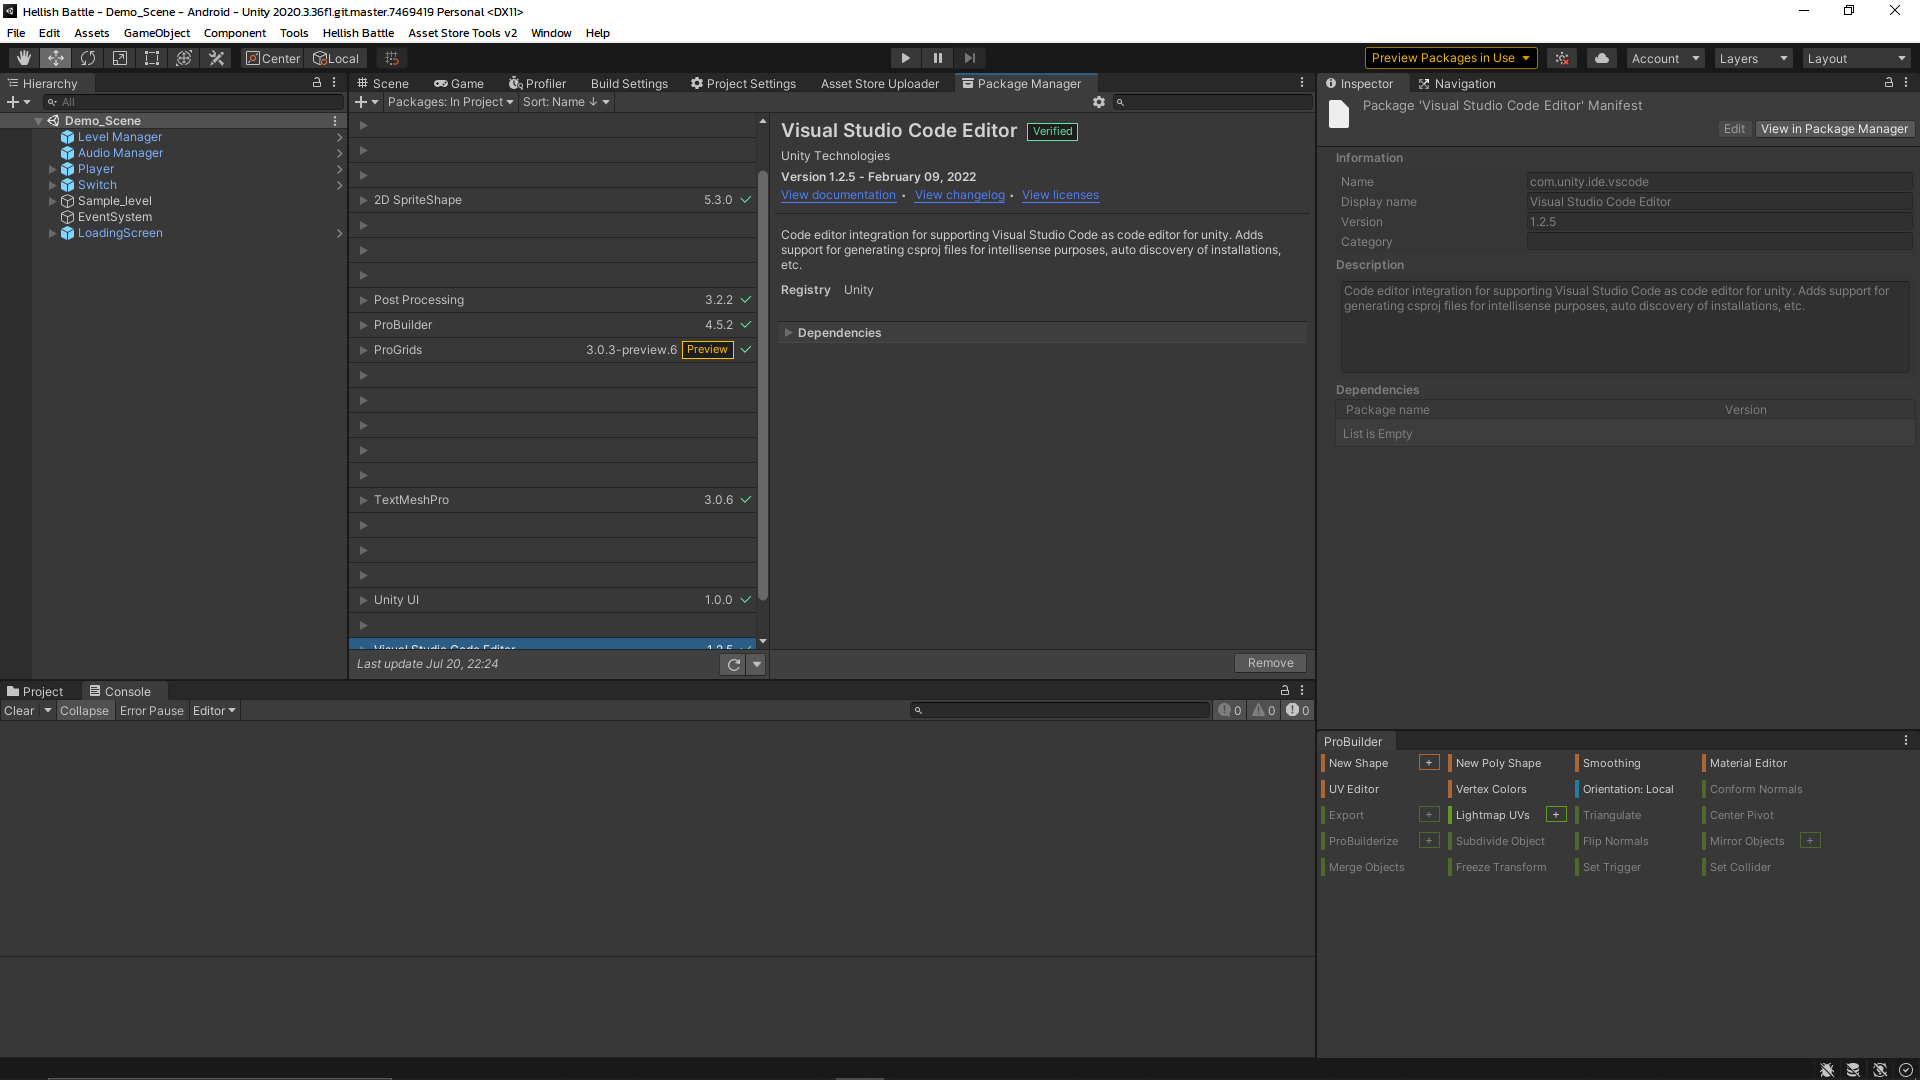 Hellish Battle - Demo_Scene - Android - Unity 2020.3.36f1.git.master.7469419 Personal <DX11>
File Edit Assets GameObject Component Tools Hellish Battle Asset Store Tools v2 Window Help
Center Local Preview Packages in Use Account Layers Layout
Hierarchy
All
Demo_Scene
Level Manager
Audio Manager
Player
Switch
Sample_level
EventSystem
LoadingScreen
Scene Game Profiler Build Settings Project Settings Asset Store Uploader Package Manager
Packages: In Project Sort: Name ↓
2D SpriteShape 5.3.0
Post Processing 3.2.2
ProBuilder 4.5.2
ProGrids 3.0.3-preview.6 Preview
TextMeshPro 3.0.6
Unity UI 1.0.0
Visual Studio Code Editor 1.2.5
Last update Jul 20, 22:24
Visual Studio Code Editor Verified
Unity Technologies
Version 1.2.5 - February 09, 2022
View documentation • View changelog • View licenses
Code editor integration for supporting Visual Studio Code as code editor for unity. Adds
support for generating csproj files for intellisense purposes, auto discovery of installations,
etc.
Registry Unity
Dependencies
Remove
Inspector Navigation
Package 'Visual Studio Code Editor' Manifest
Edit View in Package Manager
Information
Name com.unity.ide.vscode
Display name Visual Studio Code Editor
Version 1.2.5
Category
Description
Code editor integration for supporting Visual Studio Code as code editor for unity. Adds support for
generating csproj files for intellisense purposes, auto discovery of installations, etc.
Dependencies
Package name Version
List is Empty
Project Console
Clear Collapse Error Pause Editor 0 0 0
ProBuilder
New Shape + New Poly Shape Smoothing Material Editor
UV Editor Vertex Colors Orientation: Local Conform Normals
Export + Lightmap UVs + Triangulate Center Pivot
ProBuilderize + Subdivide Object Flip Normals Mirror Objects +
Merge Objects Freeze Transform Set Trigger Set Collider